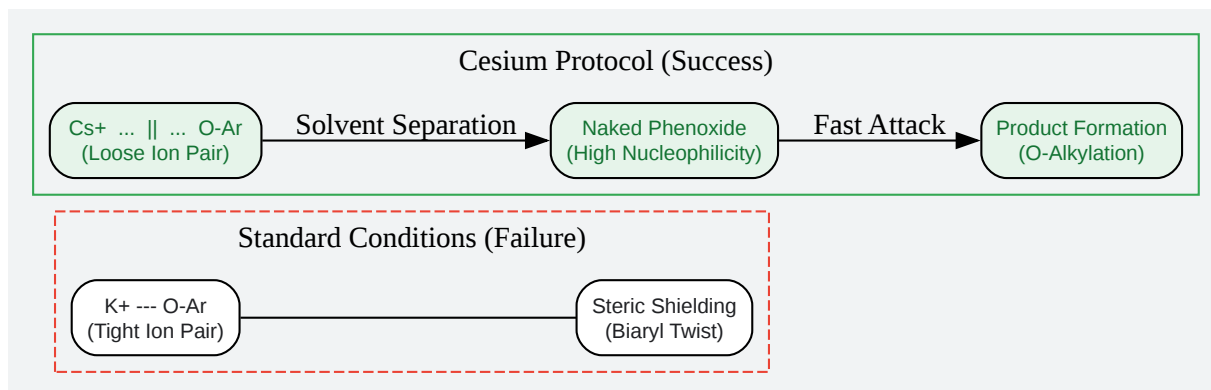 Cesium Protocol (Success)
Cs+ ... || ... O-Ar
(Loose Ion Pair)
Solvent Separation
Naked Phenoxide
(High Nucleophilicity)
Fast Attack
Product Formation
(O-Alkylation)
Standard Conditions (Failure)
K+ --- O-Ar
(Tight Ion Pair)
Steric Shielding
(Biaryl Twist)